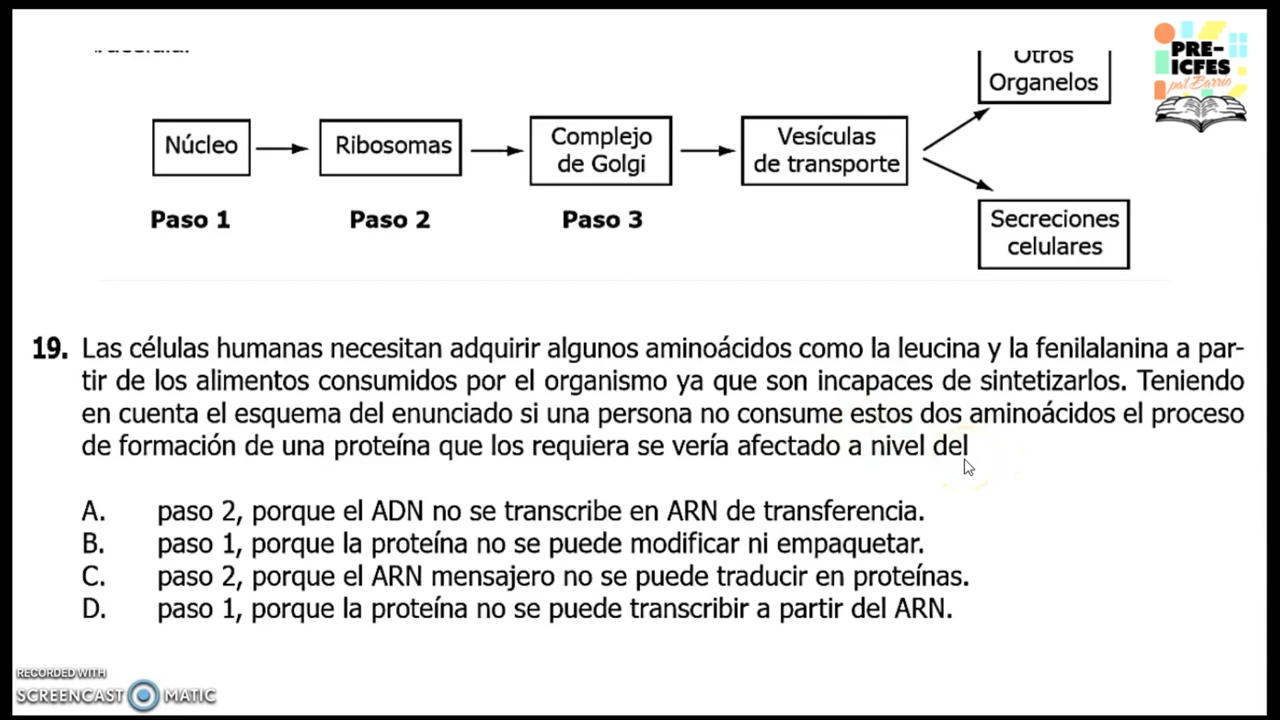 Otros
Organelos
PRE-
ICFES
pal Barrio
Núcleo
Ribosomas
Complejo
de Golgi
Vesículas
de transporte
Paso 1
Paso 2
Paso 3
Secreciones
celulares
19. Las células humanas necesitan adquirir algunos aminoácidos como la leucina y la fenilalanina a par-
tir de los alimentos consumidos por el organismo ya que son incapaces de sintetizarlos. Teniendo
en cuenta el esquema del enunciado si una persona no consume estos dos aminoácidos el proceso
de formación de una proteína que los requiera se vería afectado a nivel del
A. paso 2, porque el ADN no se transcribe en ARN de transferencia.
B. paso 1, porque la proteína no se puede modificar ni empaquetar.
C. paso 2, porque el ARN mensajero no se puede traducir en proteínas.
D. paso 1, porque la proteína no se puede transcribir a partir del ARN.
RECORDED WITH
SCREENCAST MATIC